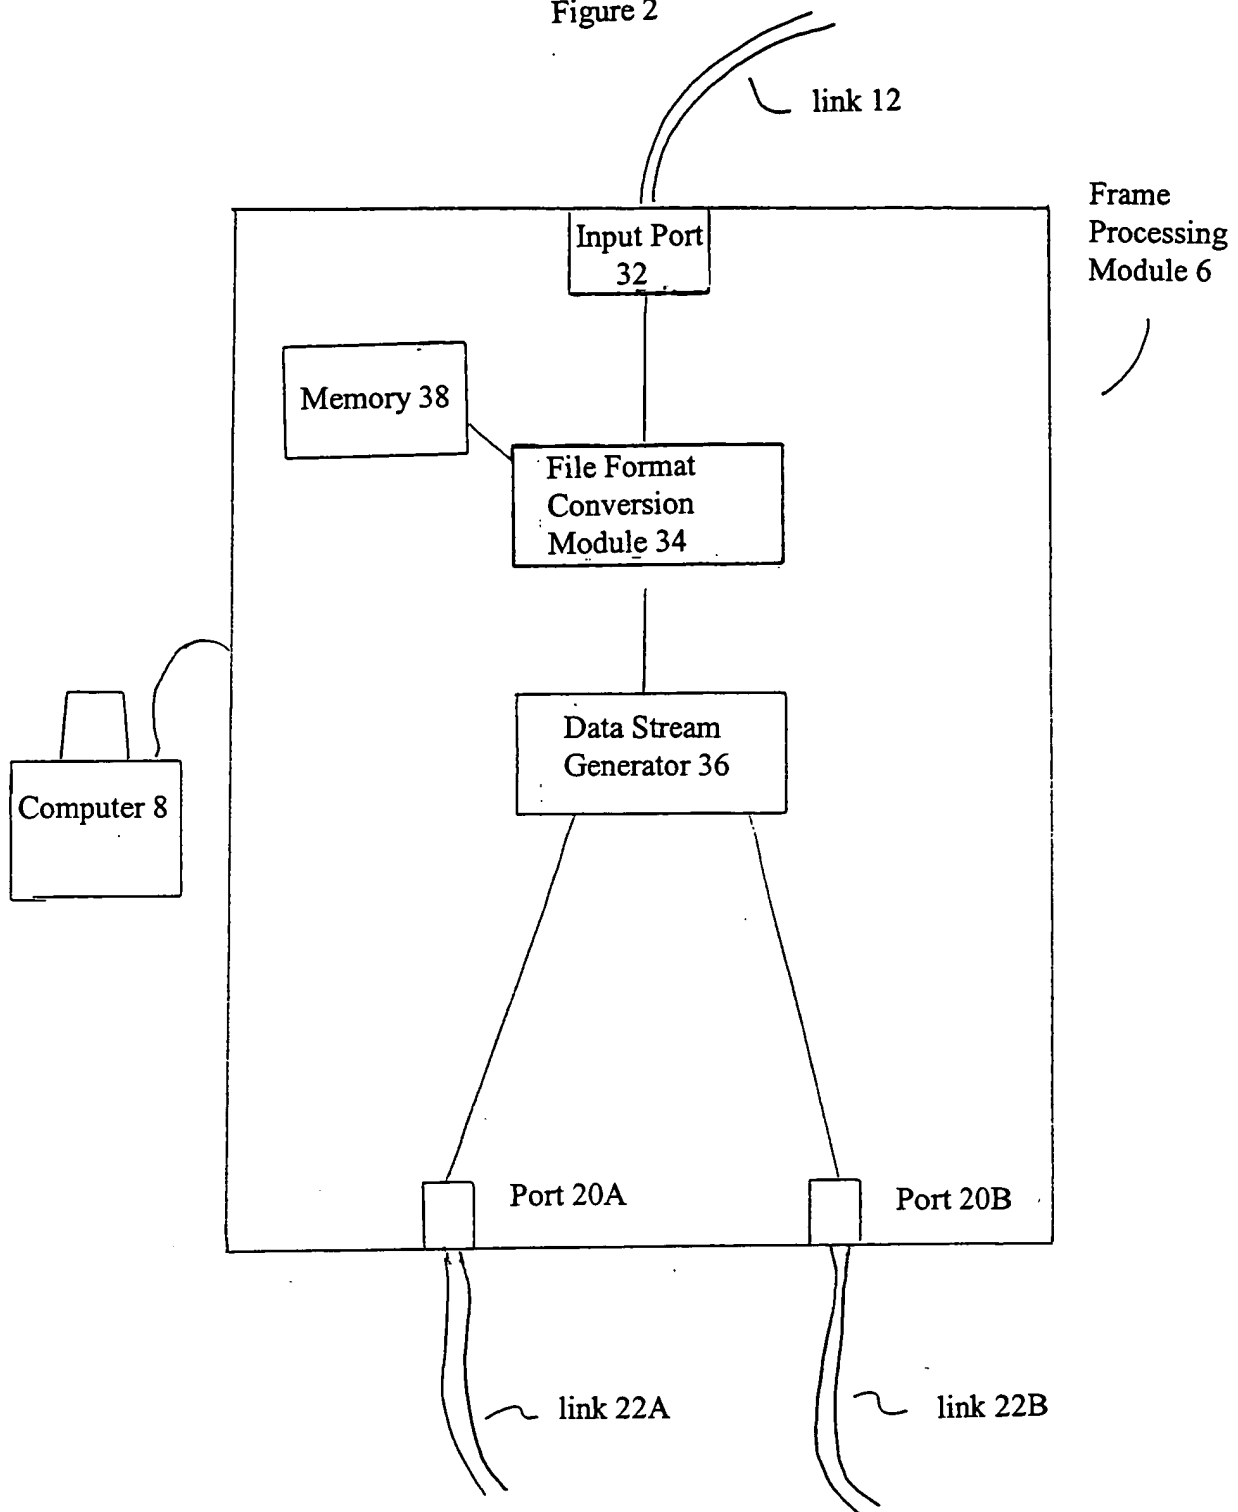 Figure 2
link 12
Frame
Processing
Module 6
Input Port
32
Memory 38
File Format
Conversion
Module 34
Data Stream
Generator 36
Computer 8
Port 20A
Port 20B
link 22A
link 22B